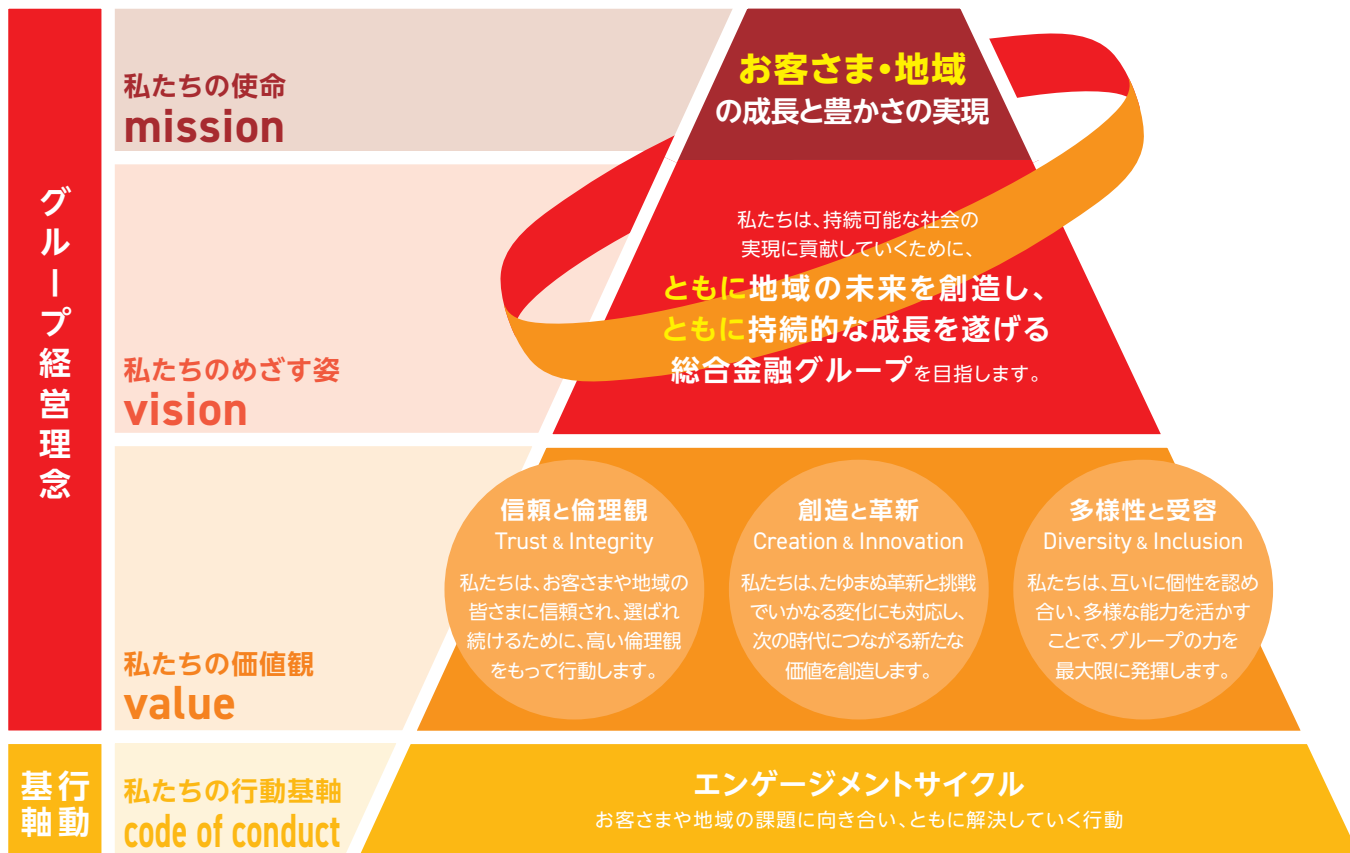 グループ経営理念
私たちの使命
mission
お客さま・地域
の成長と豊かさの実現
私たちのめざす姿
vision
私たちは、持続可能な社会の
実現に貢献していくために、
ともに地域の未来を創造し、
ともに持続的な成長を遂げる
総合金融グループを目指します。
私たちの価値観
value
信頼と倫理観
Trust & Integrity
私たちは、お客さまや地域の
皆さまに信頼され、選ばれ
続けるために、高い倫理観
をもって行動します。
創造と革新
Creation & Innovation
私たちは、たゆまぬ革新と挑戦
でいかなる変化にも対応し、
次の時代につながる新たな
価値を創造します。
多様性と受容
Diversity & Inclusion
私たちは、互いに個性を認め
合い、多様な能力を活かす
ことで、グループの力を
最大限に発揮します。
行動
基軸
私たちの行動基軸
code of conduct
エンゲージメントサイクル
お客さまや地域の課題に向き合い、ともに解決していく行動